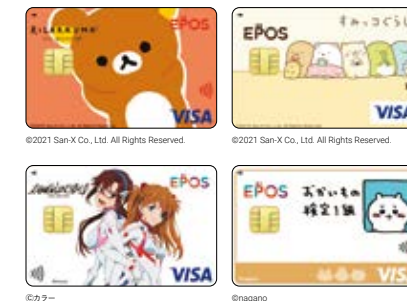 RILAKKUMA
EPOS
VISA
©2021 San-X Co., Ltd. All Rights Reserved.
すみっコぐらし
EPOS
VISA
©2021 San-X Co., Ltd. All Rights Reserved.
EPOS
VISA
©カラー
EPOS
おかいもの
検定1級
VISA
©nagano